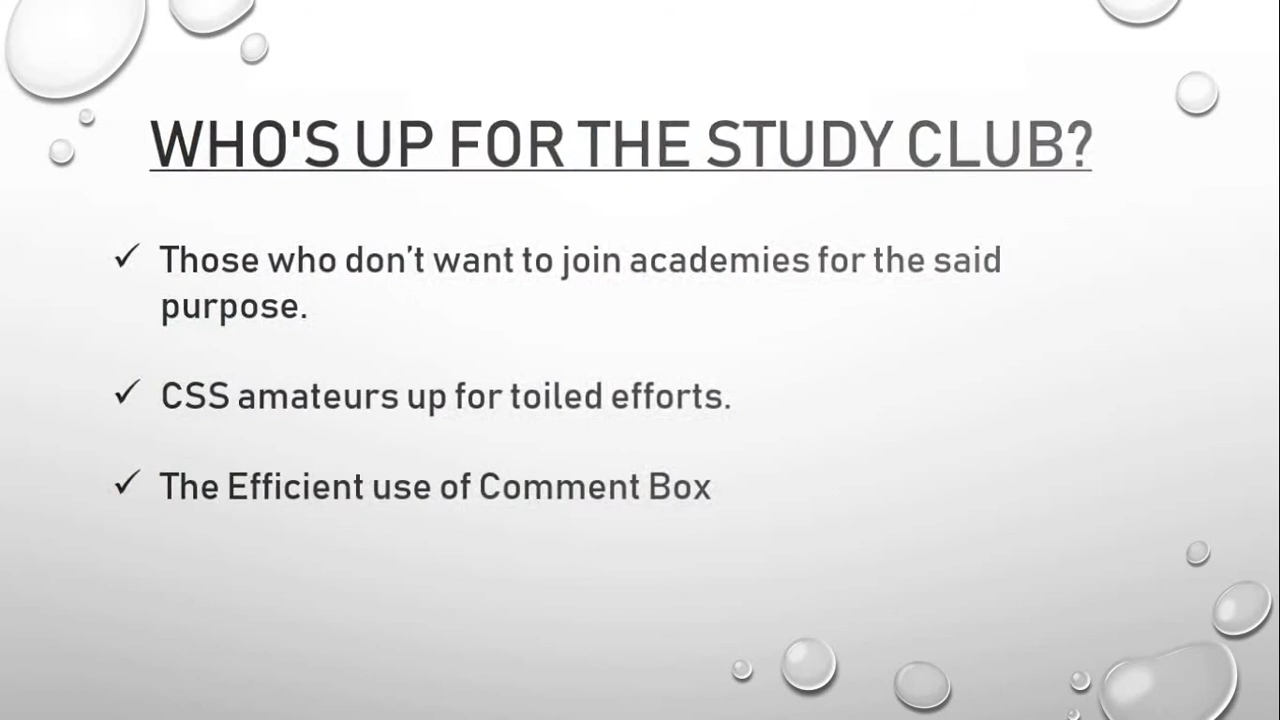 WHO'S UP FOR THE STUDY CLUB?
✓ Those who don’t want to join academies for the said
purpose.
✓ CSS amateurs up for toiled efforts.
✓ The Efficient use of Comment Box